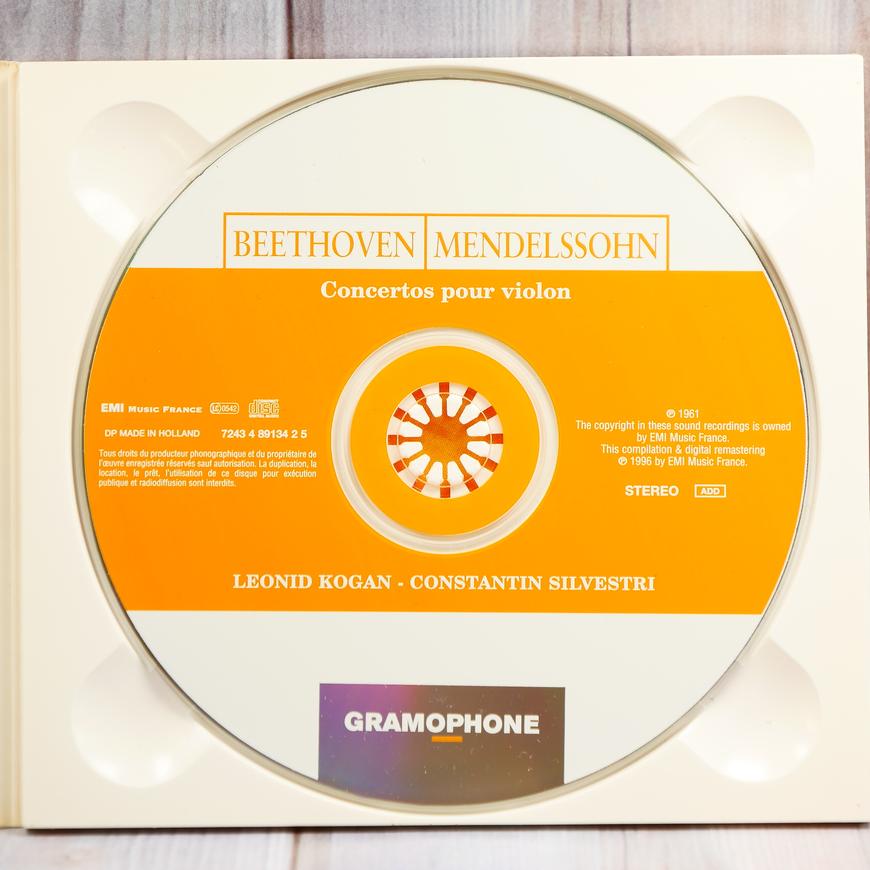 BEETHOVEN MENDELSSOHN
Concertos pour violon
EMI MUSIC FRANCE LC 0542 COMPACT disc DIGITAL AUDIO
DP MADE IN HOLLAND 7243 4 89134 2 5
Tous droits du producteur phonographique et du propriétaire de
l'œuvre enregistrée réservés sauf autorisation. La duplication, la
location, le prêt, l'utilisation de ce disque pour exécution
publique et radiodiffusion sont interdits.
℗ 1961
The copyright in these sound recordings is owned
by EMI Music France.
This compilation & digital remastering
℗ 1996 by EMI Music France.
STEREO ADD
LEONID KOGAN - CONSTANTIN SILVESTRI
GRAMOPHONE